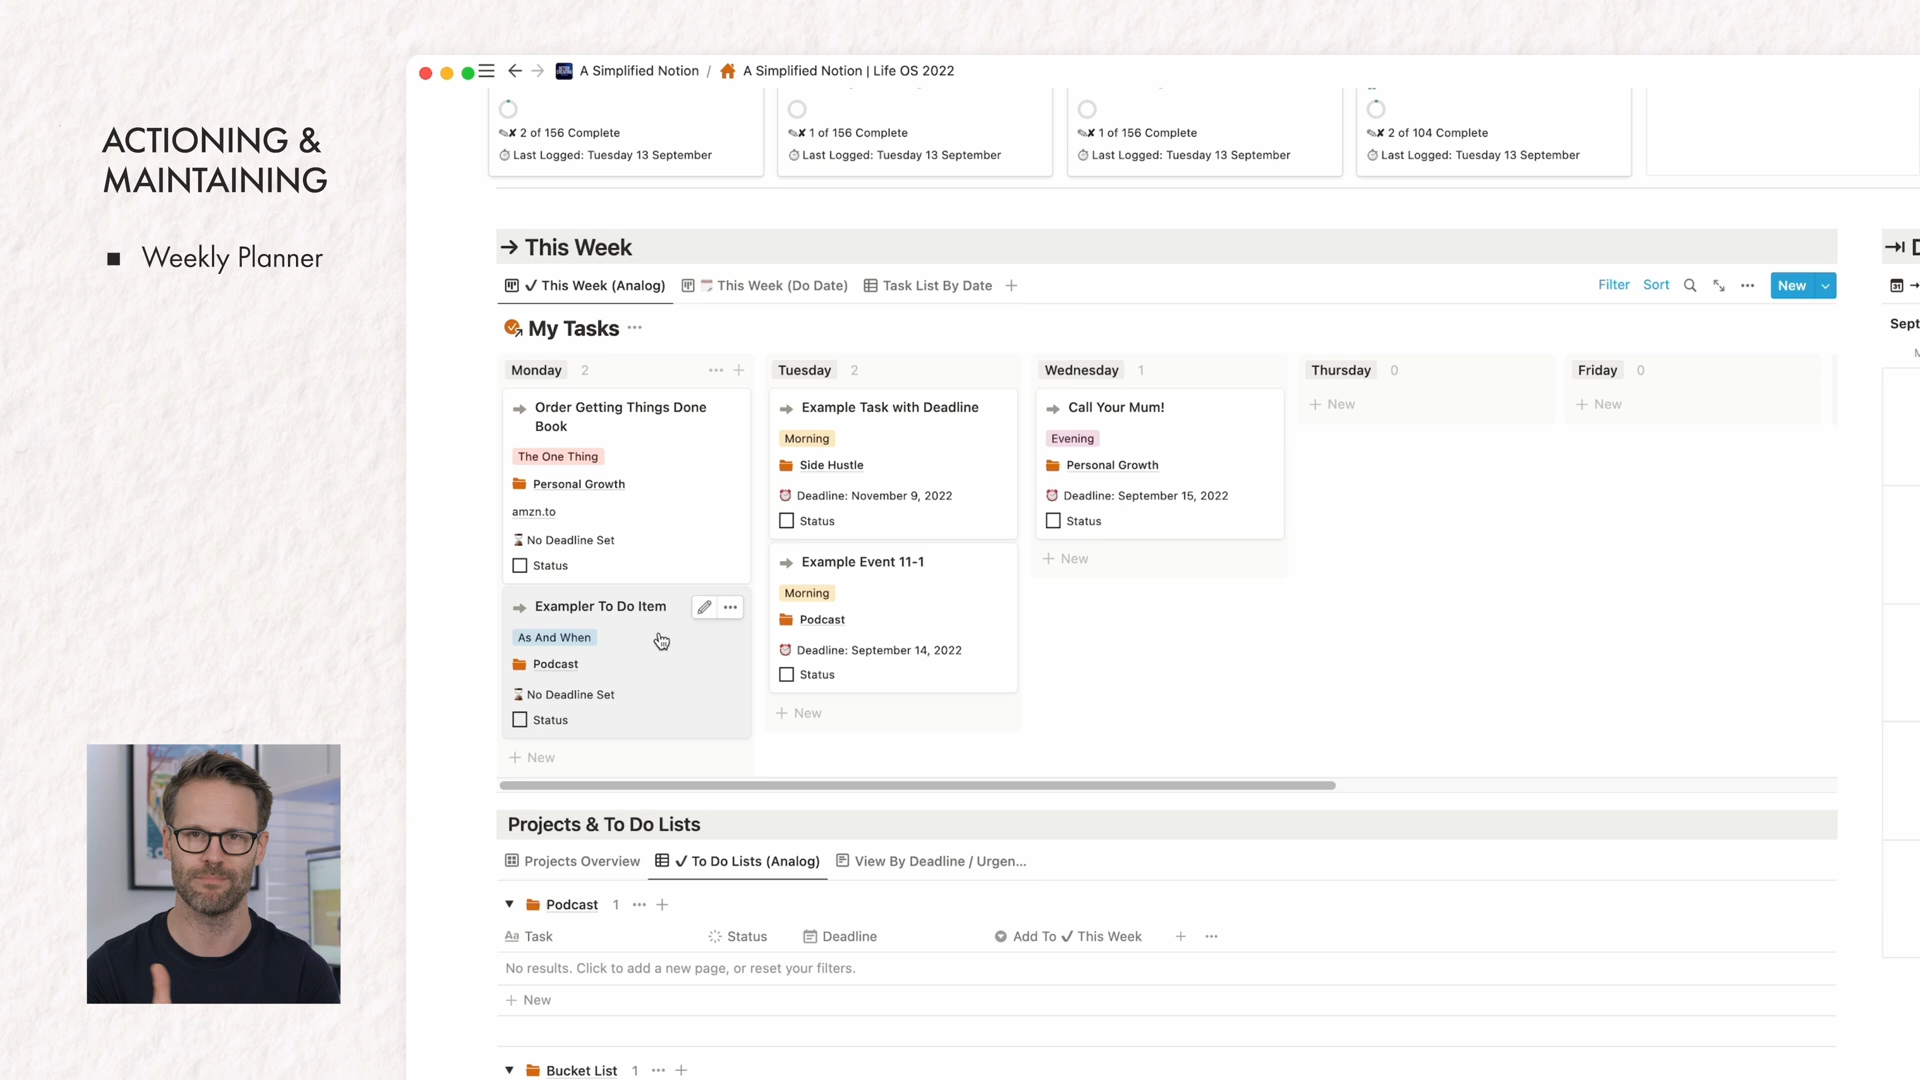 ACTIONING &
MAINTAINING
Weekly Planner
A Simplified Notion / A Simplified Notion | Life OS 2022
2 of 156 Complete
Last Logged: Tuesday 13 September
1 of 156 Complete
Last Logged: Tuesday 13 September
1 of 156 Complete
Last Logged: Tuesday 13 September
2 of 104 Complete
Last Logged: Tuesday 13 September
→ This Week
✓ This Week (Analog) This Week (Do Date) Task List By Date +
Filter Sort ••• New
My Tasks •••
Monday 2 ••• +
Order Getting Things Done
Book
The One Thing
Personal Growth
amzn.to
No Deadline Set
Status
Exampler To Do Item
As And When
Podcast
No Deadline Set
Status
+ New
Tuesday 2
Example Task with Deadline
Morning
Side Hustle
Deadline: November 9, 2022
Status
Example Event 11-1
Morning
Podcast
Deadline: September 14, 2022
Status
+ New
Wednesday 1
Call Your Mum!
Evening
Personal Growth
Deadline: September 15, 2022
Status
+ New
Thursday 0
+ New
Friday 0
+ New
31
Sept
Projects & To Do Lists
Projects Overview ✓ To Do Lists (Analog) View By Deadline / Urgen...
Podcast 1 ••• +
Aa Task Status Deadline Add To ✓ This Week + •••
No results. Click to add a new page, or reset your filters.
+ New
Bucket List 1 ••• +